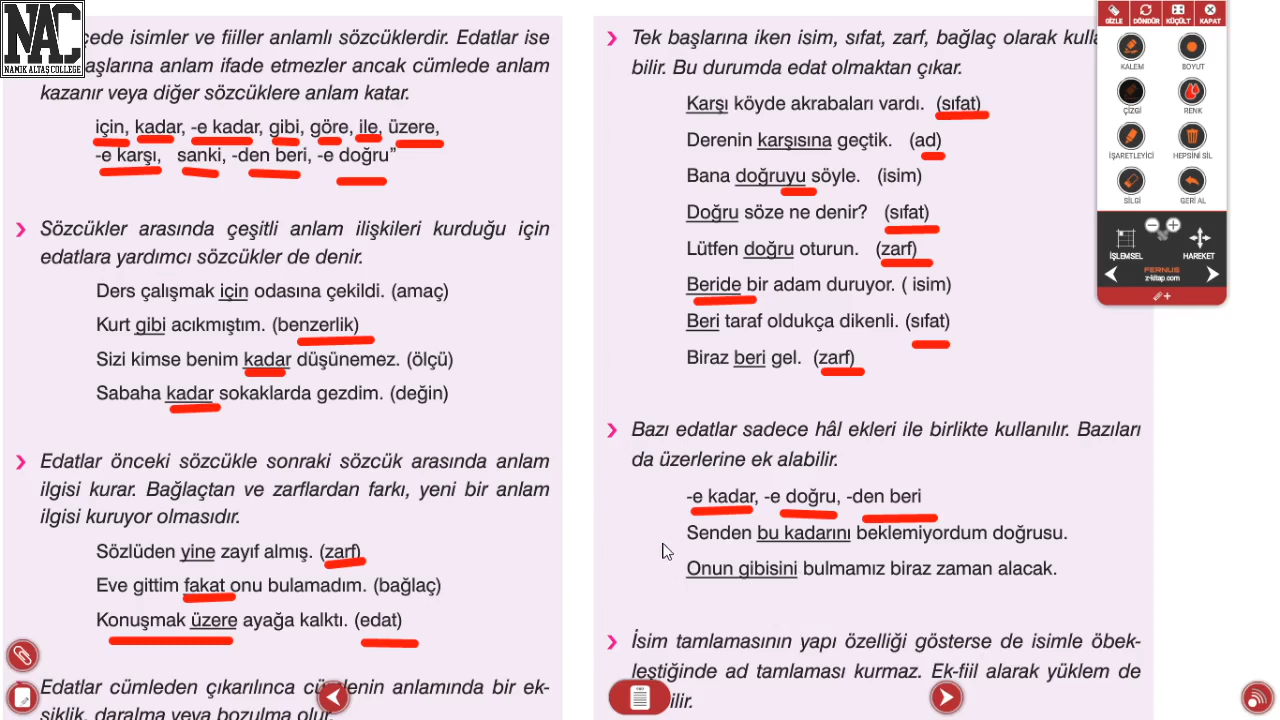 NAC
NAMIK ALTAŞ COLLEGE
çede isimler ve fiiller anlamlı sözcüklerdir. Edatlar ise
aşlarına anlam ifade etmezler ancak cümlede anlam
kazanır veya diğer sözcüklere anlam katar.
için, kadar, -e kadar, gibi, göre, ile, üzere,
-e karşı, sanki, -den beri, -e doğru”
Sözcükler arasında çeşitli anlam ilişkileri kurduğu için
edatlara yardımcı sözcükler de denir.
Ders çalışmak için odasına çekildi. (amaç)
Kurt gibi acıkmıştım. (benzerlik)
Sizi kimse benim kadar düşünemez. (ölçü)
Sabaha kadar sokaklarda gezdim. (değin)
Edatlar önceki sözcükle sonraki sözcük arasında anlam
ilgisi kurar. Bağlaçtan ve zarflardan farkı, yeni bir anlam
ilgisi kuruyor olmasıdır.
Sözlüden yine zayıf almış. (zarf)
Eve gittim fakat onu bulamadım. (bağlaç)
Konuşmak üzere ayağa kalktı. (edat)
Edatlar cümleden çıkarılınca cümlenin anlamında bir ek-
siklik, daralma veya bozulma olur.
Tek başlarına iken isim, sıfat, zarf, bağlaç olarak kulla
bilir. Bu durumda edat olmaktan çıkar.
Karşı köyde akrabaları vardı. (sıfat)
Derenin karşısına geçtik. (ad)
Bana doğruyu söyle. (isim)
Doğru söze ne denir? (sıfat)
Lütfen doğru oturun. (zarf)
Beride bir adam duruyor. ( isim)
Beri taraf oldukça dikenli. (sıfat)
Biraz beri gel. (zarf)
Bazı edatlar sadece hâl ekleri ile birlikte kullanılır. Bazıları
da üzerlerine ek alabilir.
-e kadar, -e doğru, -den beri
Senden bu kadarını beklemiyordum doğrusu.
Onun gibisini bulmamız biraz zaman alacak.
İsim tamlamasının yapı özelliği gösterse de isimle öbek-
leştiğinde ad tamlaması kurmaz. Ek-fiil alarak yüklem de
bilir.
GİZLE DÖNDÜR KÜÇÜLT KAPAT
KALEM BOYUT
ÇİZGİ RENK
İŞARETLEYİCİ HEPSİNİ SİL
SİLGİ GERİ AL
İŞLEMSEL HAREKET
FERNUS
z-kitap.com